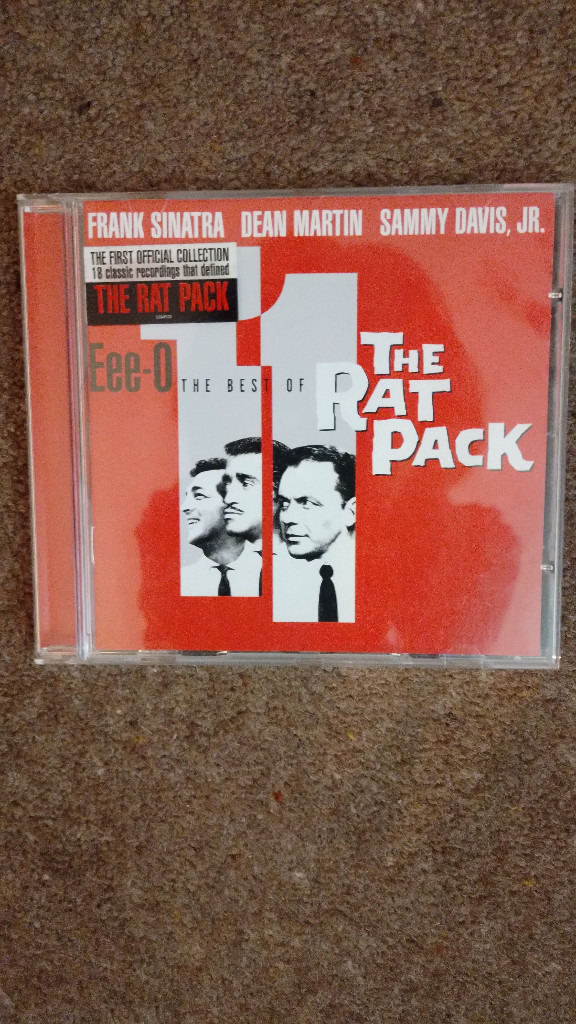 FRANK SINATRA DEAN MARTIN SAMMY DAVIS, JR.
THE FIRST OFFICIAL COLLECTION
18 classic recordings that defined
THE RAT PACK
Eee-O 11
THE BEST OF
THE
RAT
PACK